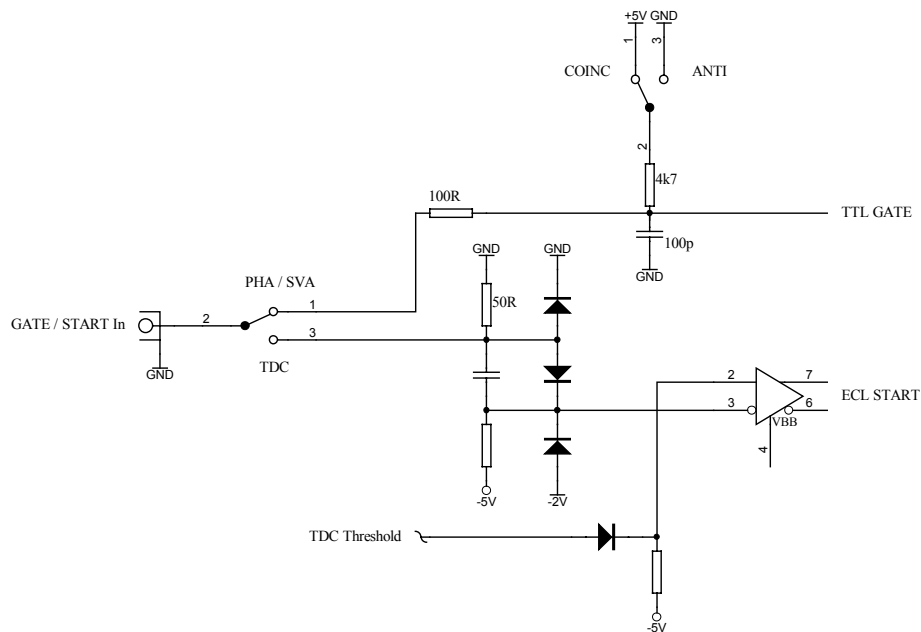 +5V GND
1 3
COINC ANTI
2
4k7
100R
TTL GATE
100p
GND
GND GND
PHA / SVA
50R
1
GATE / START In 2
3
GND
TDC
2 7
ECL START
3 6
VBB
4
-5V -2V
TDC Threshold
-5V